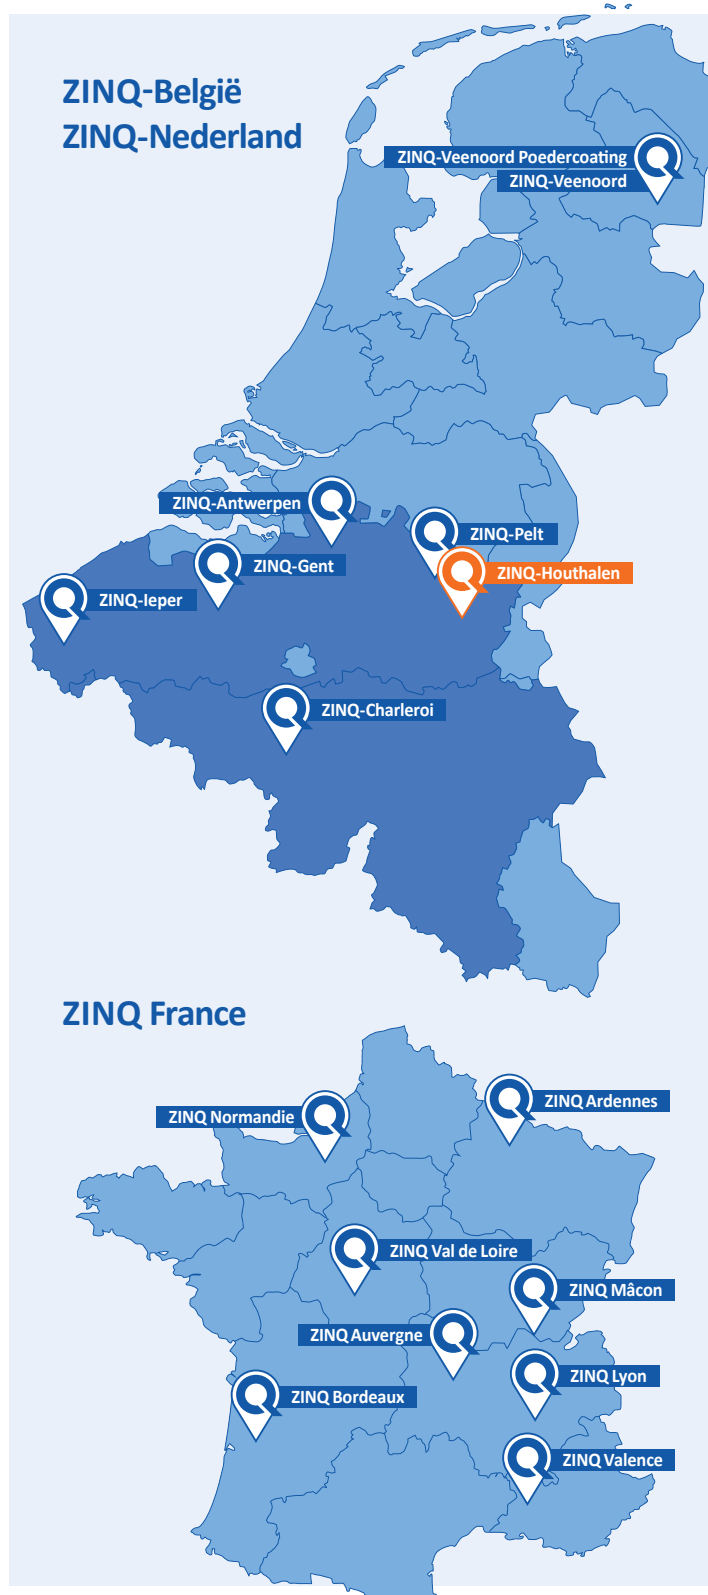 ZINQ-België
ZINQ-Nederland
ZINQ-Veenoord Poedercoating
ZINQ-Veenoord
ZINQ-Antwerpen
ZINQ-Pelt
ZINQ-Gent
ZINQ-Houthalen
ZINQ-Ieper
ZINQ-Charleroi
ZINQ France
ZINQ Ardennes
ZINQ Normandie
ZINQ Val de Loire
ZINQ Mâcon
ZINQ Auvergne
ZINQ Lyon
ZINQ Bordeaux
ZINQ Valence